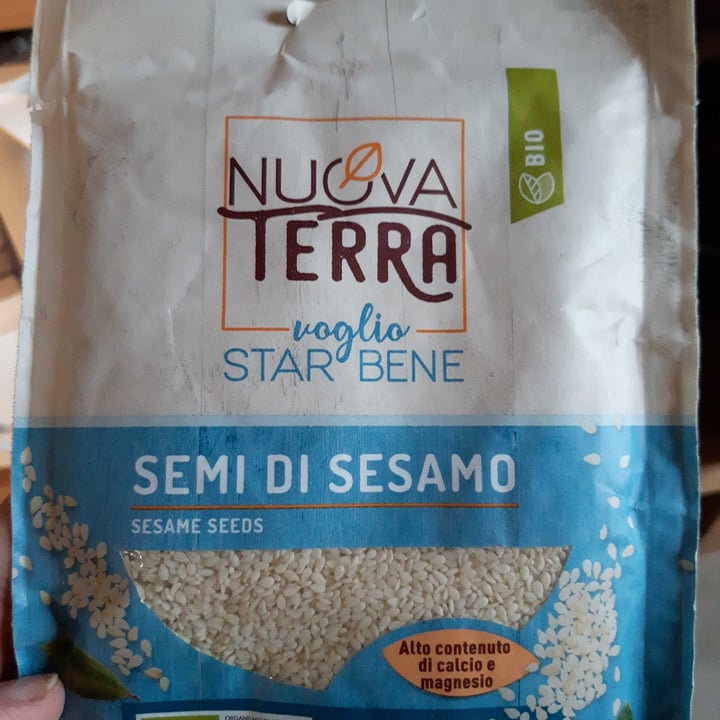 BIO
NUOVA
TERRA
voglio
STAR BENE
SEMI DI SESAMO
SESAME SEEDS
Alto contenuto
di calcio e
magnesio